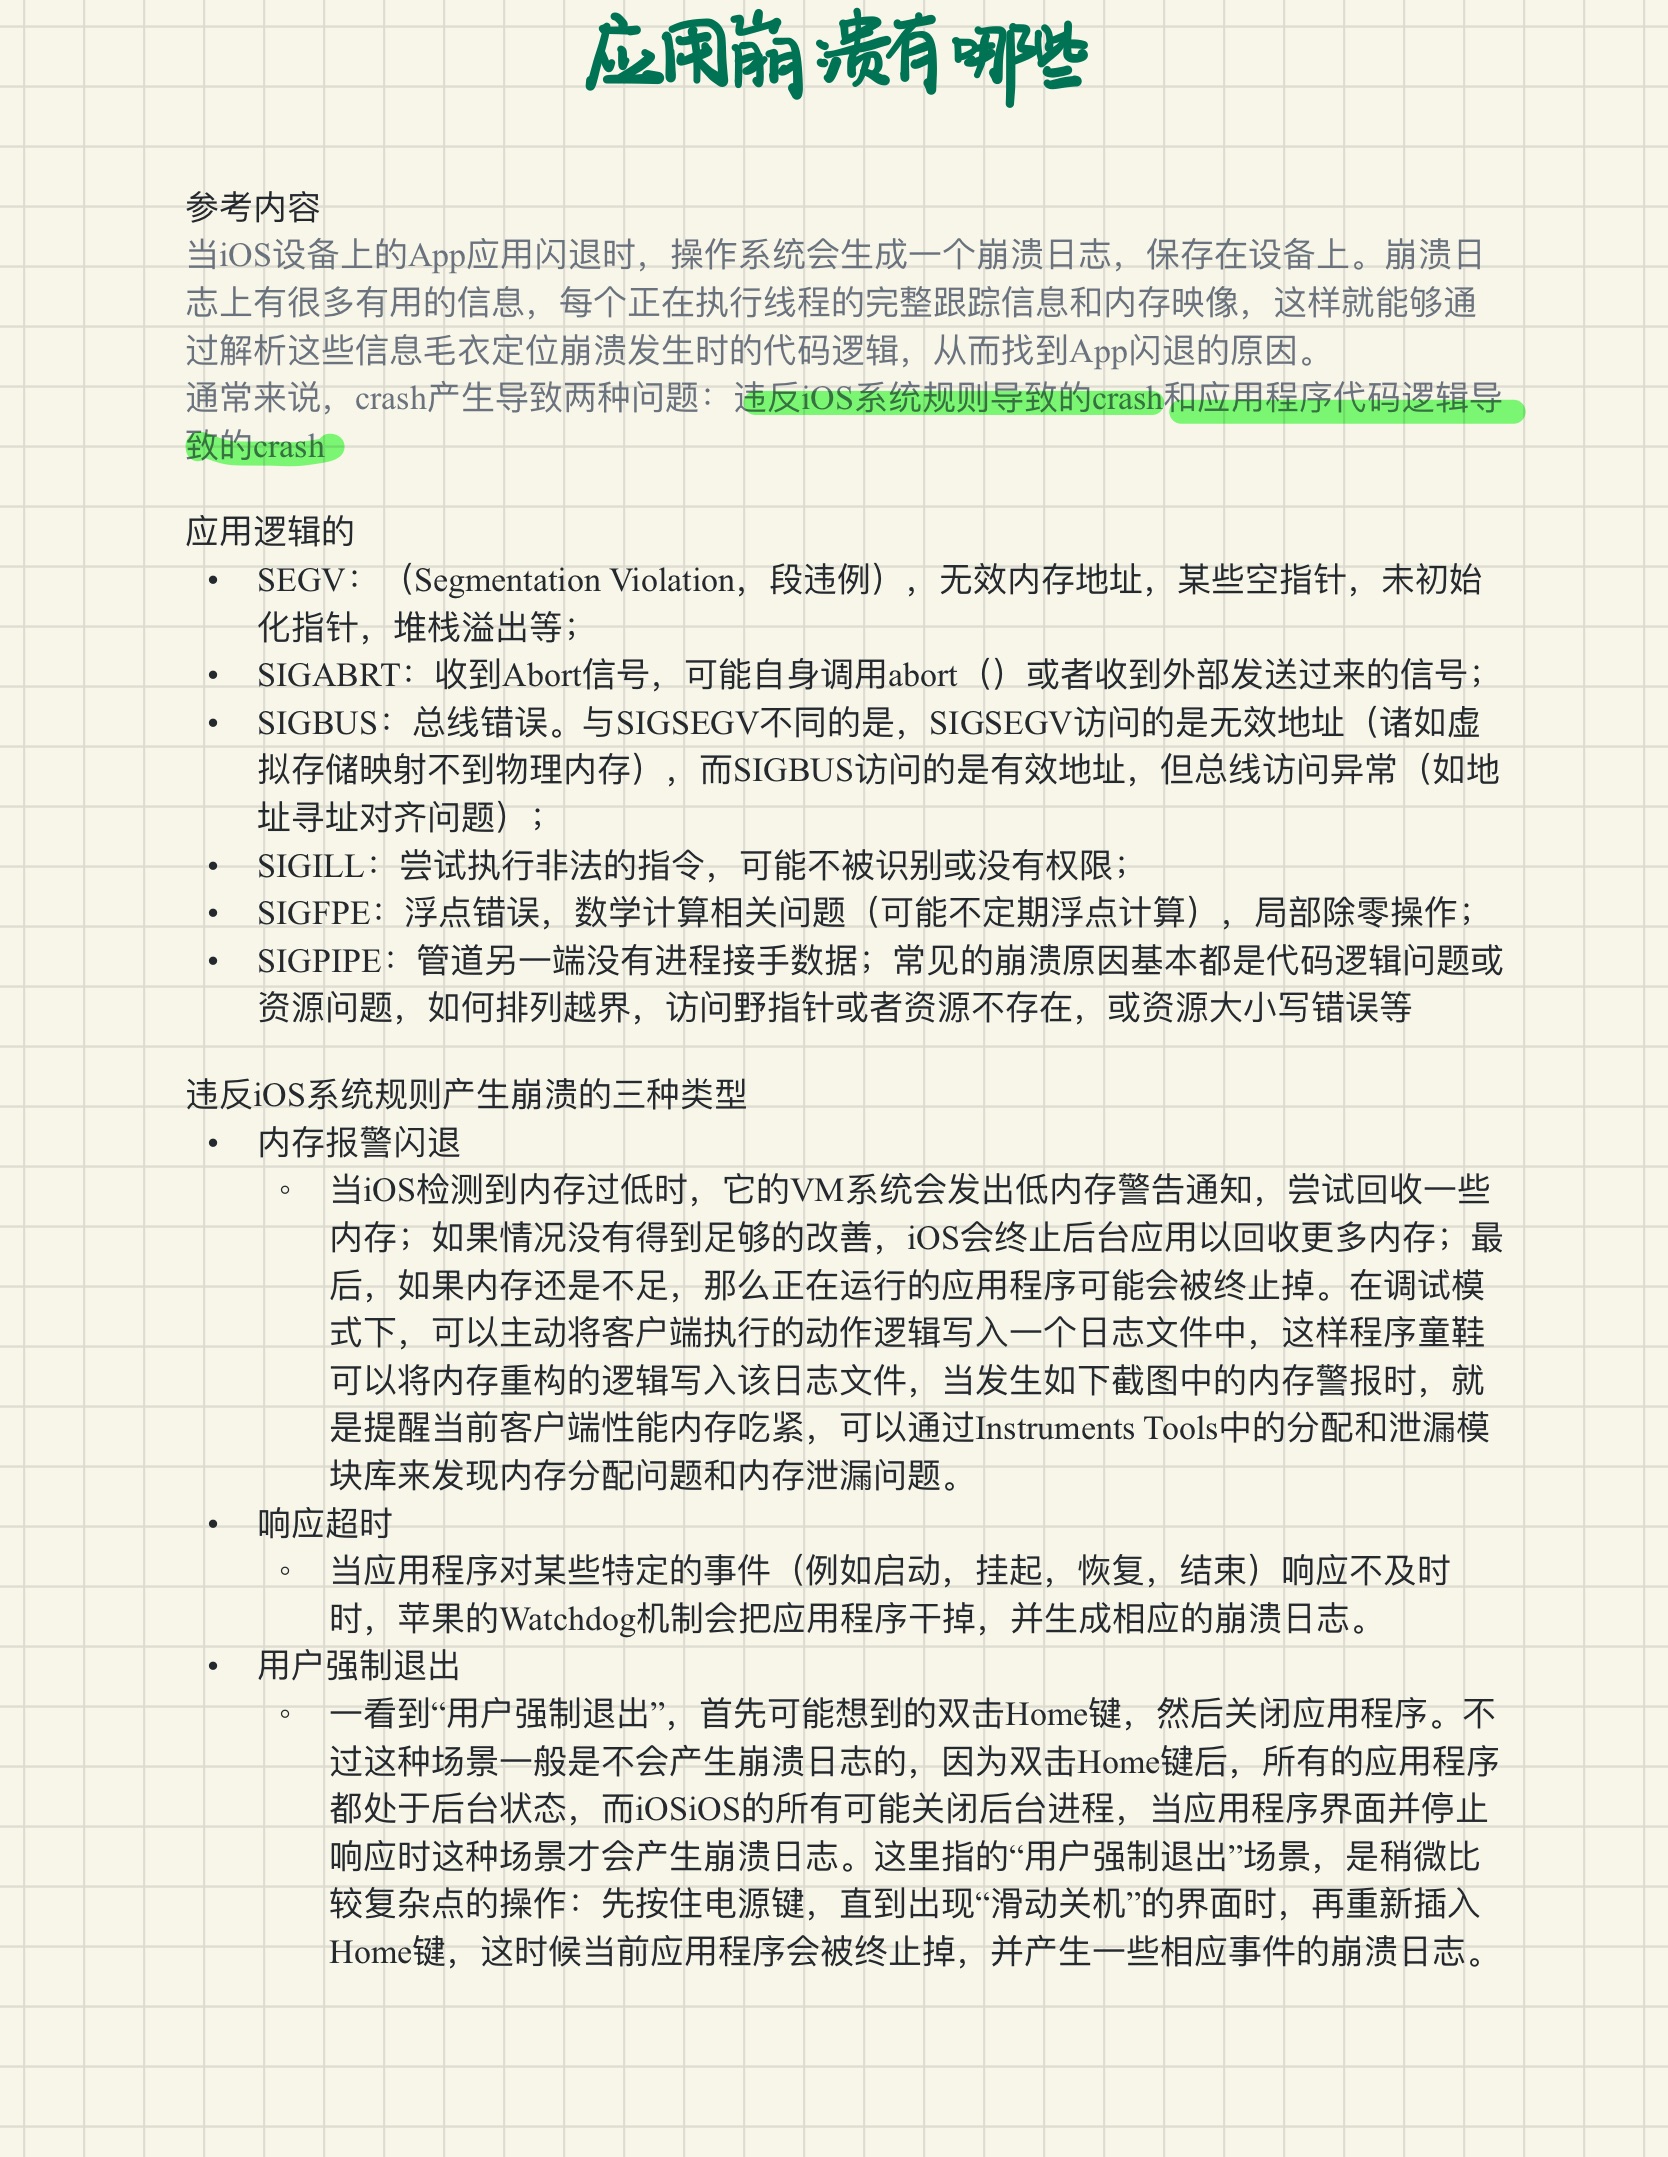 应用崩溃有哪些
参考内容
当iOS设备上的App应用闪退时，操作系统会生成一个崩溃日志，保存在设备上。崩溃日
志上有很多有用的信息，每个正在执行线程的完整跟踪信息和内存映像，这样就能够通
过解析这些信息毛衣定位崩溃发生时的代码逻辑，从而找到App闪退的原因。
通常来说，crash产生导致两种问题：违反iOS系统规则导致的crash和应用程序代码逻辑导
致的crash
应用逻辑的
• SEGV：（Segmentation Violation，段违例），无效内存地址，某些空指针，未初始
化指针，堆栈溢出等；
• SIGABRT：收到Abort信号，可能自身调用abort（）或者收到外部发送过来的信号；
• SIGBUS：总线错误。与SIGSEGV不同的是，SIGSEGV访问的是无效地址（诸如虚
拟存储映射不到物理内存），而SIGBUS访问的是有效地址，但总线访问异常（如地
址寻址对齐问题）；
• SIGILL：尝试执行非法的指令，可能不被识别或没有权限；
• SIGFPE：浮点错误，数学计算相关问题（可能不定期浮点计算），局部除零操作；
• SIGPIPE：管道另一端没有进程接手数据；常见的崩溃原因基本都是代码逻辑问题或
资源问题，如何排列越界，访问野指针或者资源不存在，或资源大小写错误等
违反iOS系统规则产生崩溃的三种类型
• 内存报警闪退
◦ 当iOS检测到内存过低时，它的VM系统会发出低内存警告通知，尝试回收一些
内存；如果情况没有得到足够的改善，iOS会终止后台应用以回收更多内存；最
后，如果内存还是不足，那么正在运行的应用程序可能会被终止掉。在调试模
式下，可以主动将客户端执行的动作逻辑写入一个日志文件中，这样程序童鞋
可以将内存重构的逻辑写入该日志文件，当发生如下截图中的内存警报时，就
是提醒当前客户端性能内存吃紧，可以通过Instruments Tools中的分配和泄漏模
块库来发现内存分配问题和内存泄漏问题。
• 响应超时
◦ 当应用程序对某些特定的事件（例如启动，挂起，恢复，结束）响应不及时
时，苹果的Watchdog机制会把应用程序干掉，并生成相应的崩溃日志。
• 用户强制退出
◦ 一看到“用户强制退出”，首先可能想到的双击Home键，然后关闭应用程序。不
过这种场景一般是不会产生崩溃日志的，因为双击Home键后，所有的应用程序
都处于后台状态，而iOSiOS的所有可能关闭后台进程，当应用程序界面并停止
响应时这种场景才会产生崩溃日志。这里指的“用户强制退出”场景，是稍微比
较复杂点的操作：先按住电源键，直到出现“滑动关机”的界面时，再重新插入
Home键，这时候当前应用程序会被终止掉，并产生一些相应事件的崩溃日志。